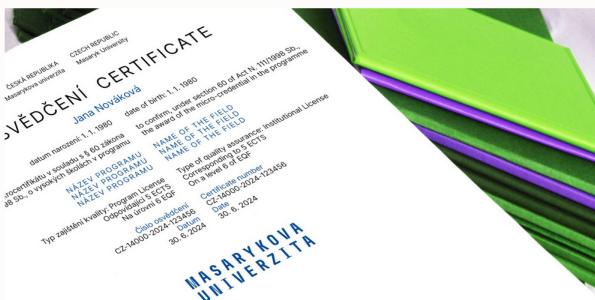 ČESKÁ REPUBLIKA
Masarykova univerzita
CZECH REPUBLIC
Masaryk University
SVĚDČENÍ CERTIFICATE
Jana Nováková
datum narození: 1. 1. 1980
date of birth: 1. 1. 1980
rocertifikátu v souladu s § 60 zákona
98 Sb., o vysokých školách v programu
to confirm, under section 60 of Act N. 111/1998 Sb.,
the award of the micro-credential in the programme
NÁZEV PROGRAMU
NÁZEV PROGRAMU
NÁZEV PROGRAMU
NAME OF THE FIELD
NAME OF THE FIELD
NAME OF THE FIELD
Typ zajištění kvality: Program License
Odpovídající 5 ECTS
Na úrovni 6 EQF
Type of quality assurance: Institutional License
Corresponding to 5 ECTS
On a level 6 of EQF
Číslo osvědčení
CZ-14000-2024-123456
Datum
30. 6. 2024
Certificate number
CZ-14000-2024-123456
Date
30. 6. 2024
MASARYKOVA
UNIVERZITA